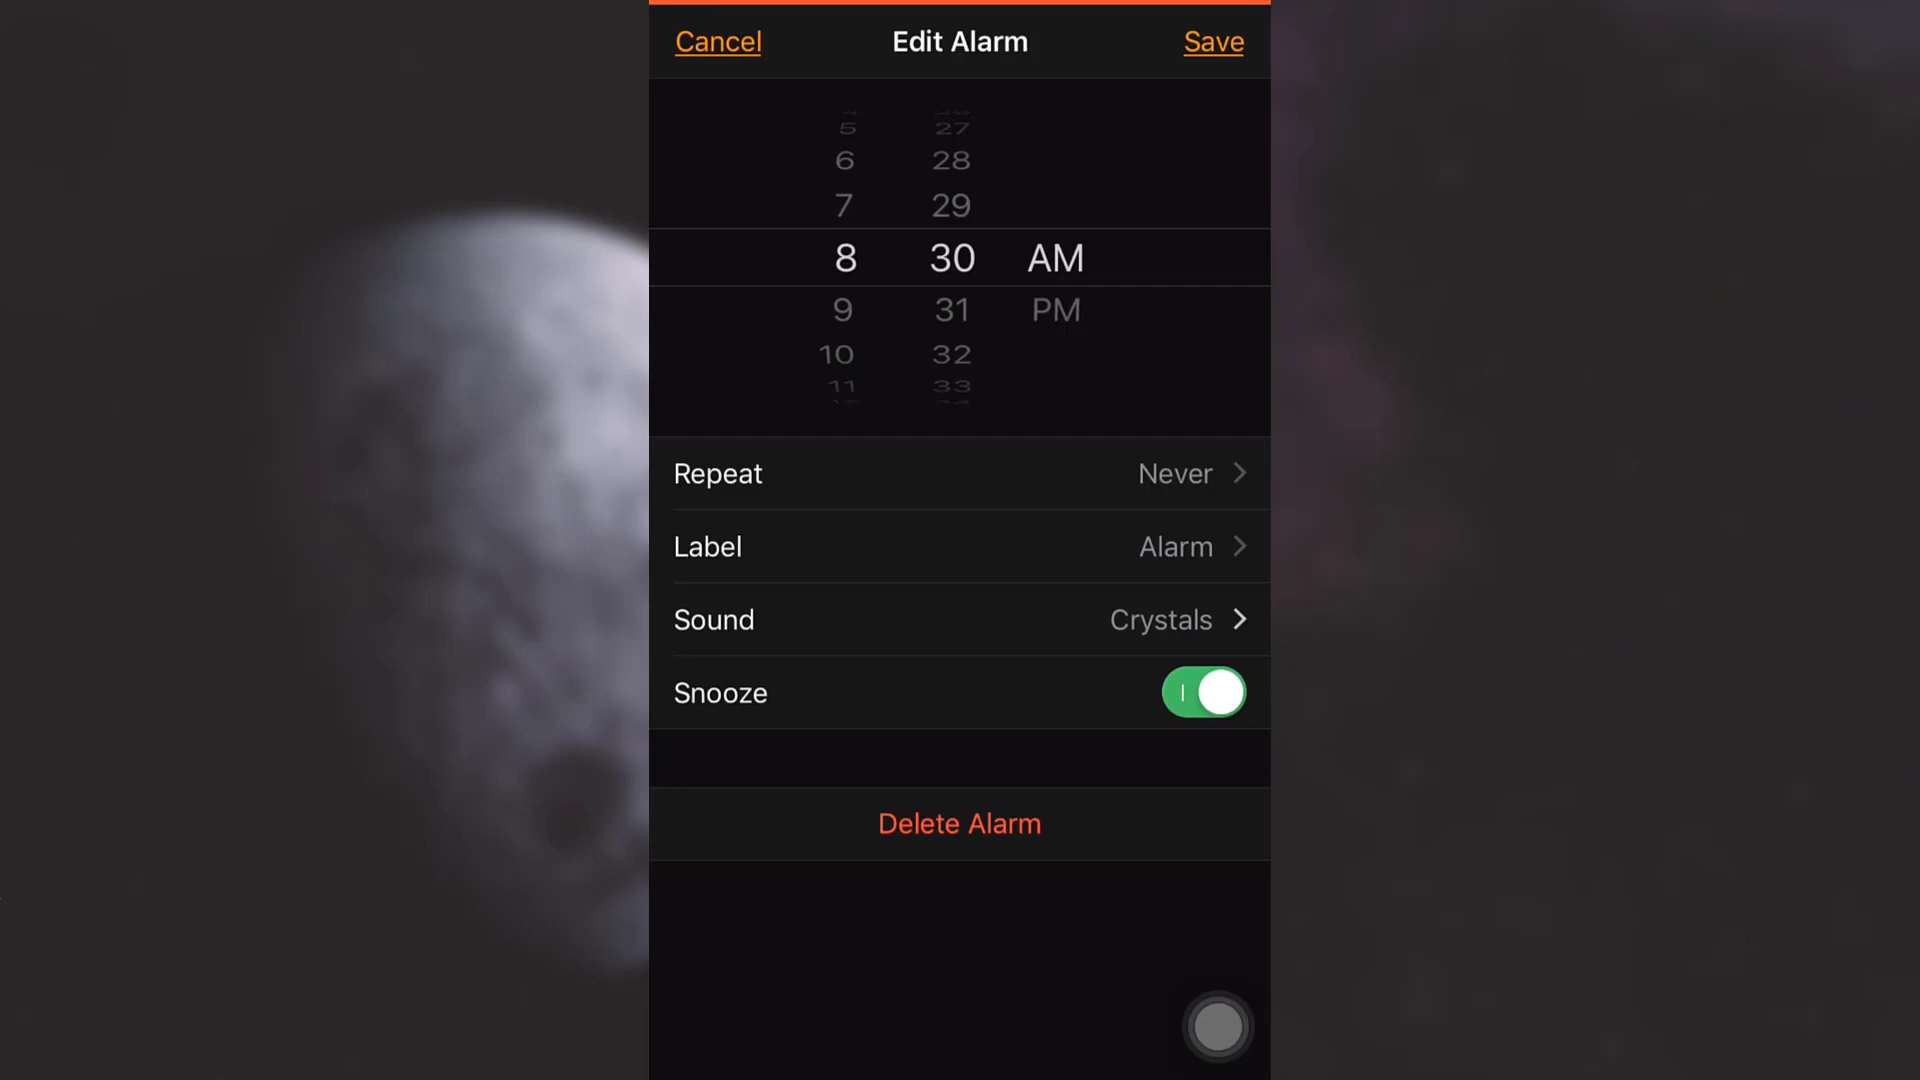 Cancel Edit Alarm Save
5 27
6 28
7 29
8 30 AM
9 31 PM
10 32
11 33
Repeat Never
Label Alarm
Sound Crystals
Snooze
Delete Alarm